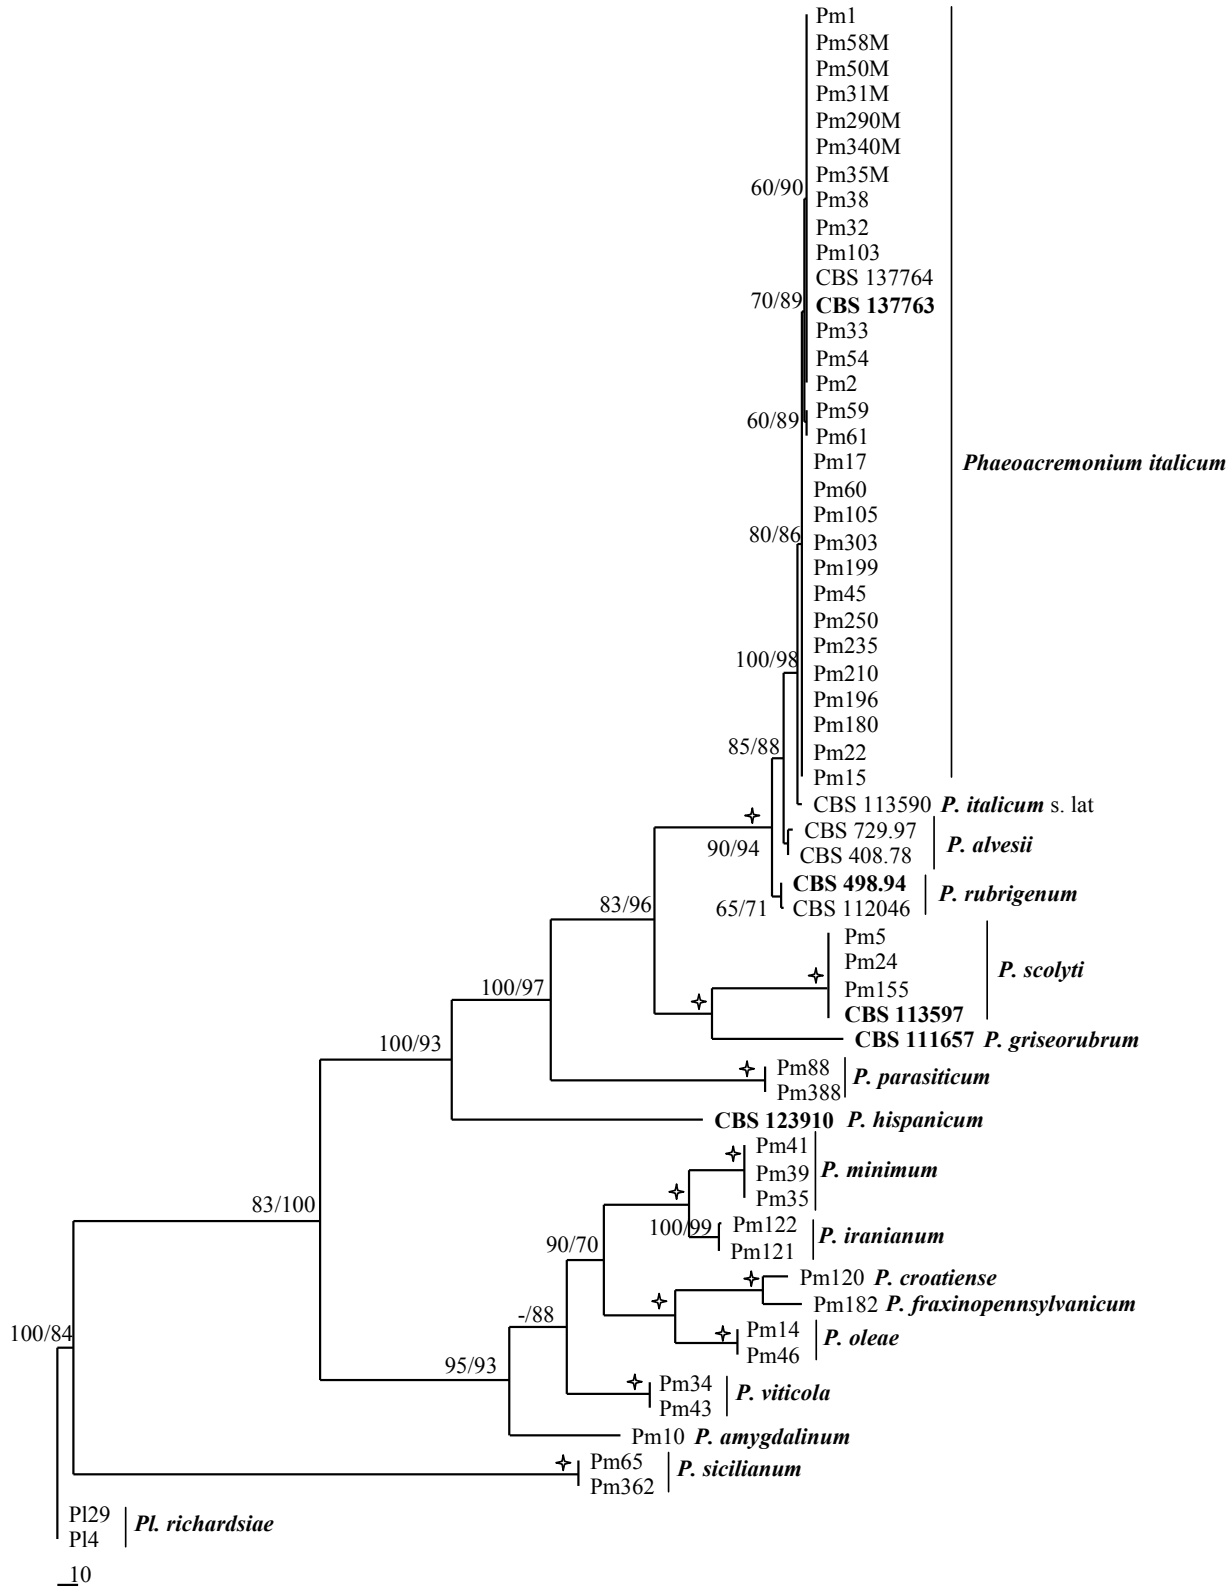 Pm1
Pm58M
Pm50M
Pm31M
Pm290M
Pm340M
Pm35M
60/90
Pm38
Pm32
Pm103
CBS 137764
70/89
CBS 137763
Pm33
Pm54
Pm2
Pm59
60/89
Pm61
Pm17
Phaeoacremonium italicum
Pm60
Pm105
80/86
Pm303
Pm199
Pm45
Pm250
Pm235
100/98
Pm210
Pm196
Pm180
85/88
Pm22
Pm15
CBS 113590 P. italicum s. lat
CBS 729.97
P. alvesii
90/94
CBS 408.78
CBS 498.94
P. rubrigenum
83/96
65/71
CBS 112046
Pm5
Pm24
P. scolyti
100/97
Pm155
CBS 113597
100/93
CBS 111657 P. griseorubrum
Pm88
P. parasiticum
Pm388
CBS 123910 P. hispanicum
Pm41
Pm39
P. minimum
83/100
Pm35
100/99
Pm122
P. iranianum
90/70
Pm121
Pm120 P. croatiense
Pm182 P. fraxinopennsylvanicum
-/88
100/84
Pm14
P. oleae
Pm46
95/93
Pm34
P. viticola
Pm43
Pm10 P. amygdalinum
Pm65
P. sicilianum
Pm362
Pl29
Pl. richardsiae
Pl4
10